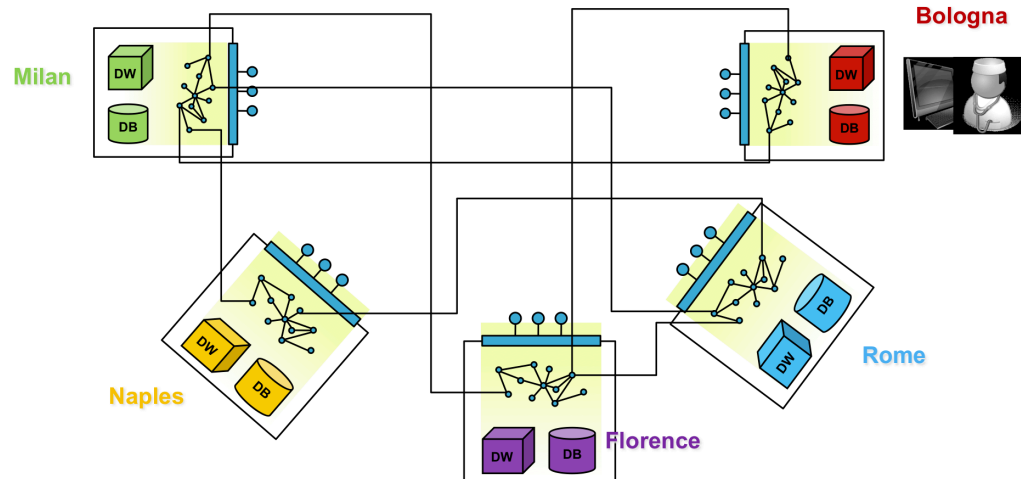 Bologna
Milan
DW
DB
DW
DB
Naples
DW
DB
Florence
DW
DB
Rome
DW
DB